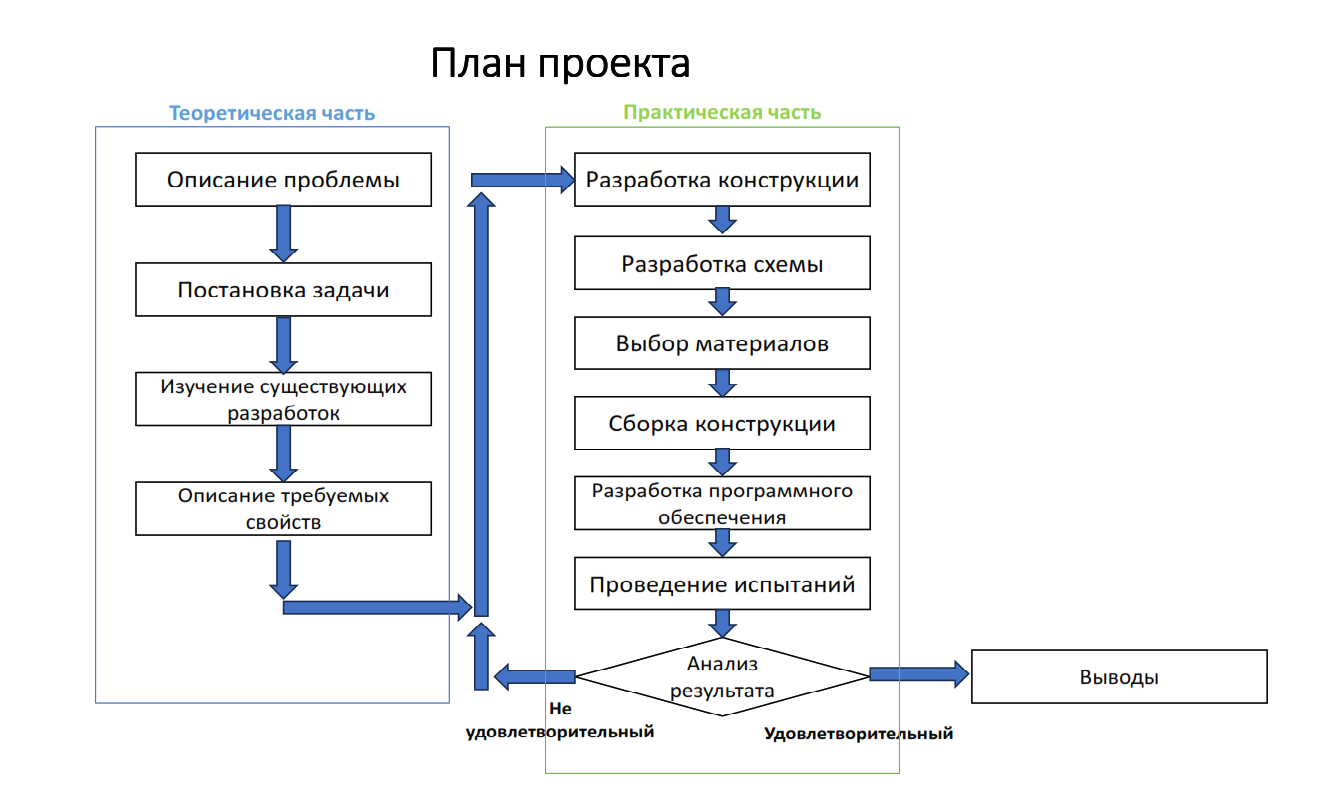 План проекта
Теоретическая часть
Описание проблемы
Постановка задачи
Изучение существующих
разработок
Описание требуемых
свойств
Практическая часть
Разработка конструкции
Разработка схемы
Выбор материалов
Сборка конструкции
Разработка программного
обеспечения
Проведение испытаний
Анализ
результата
Не
удовлетворительный
Удовлетворительный
Выводы